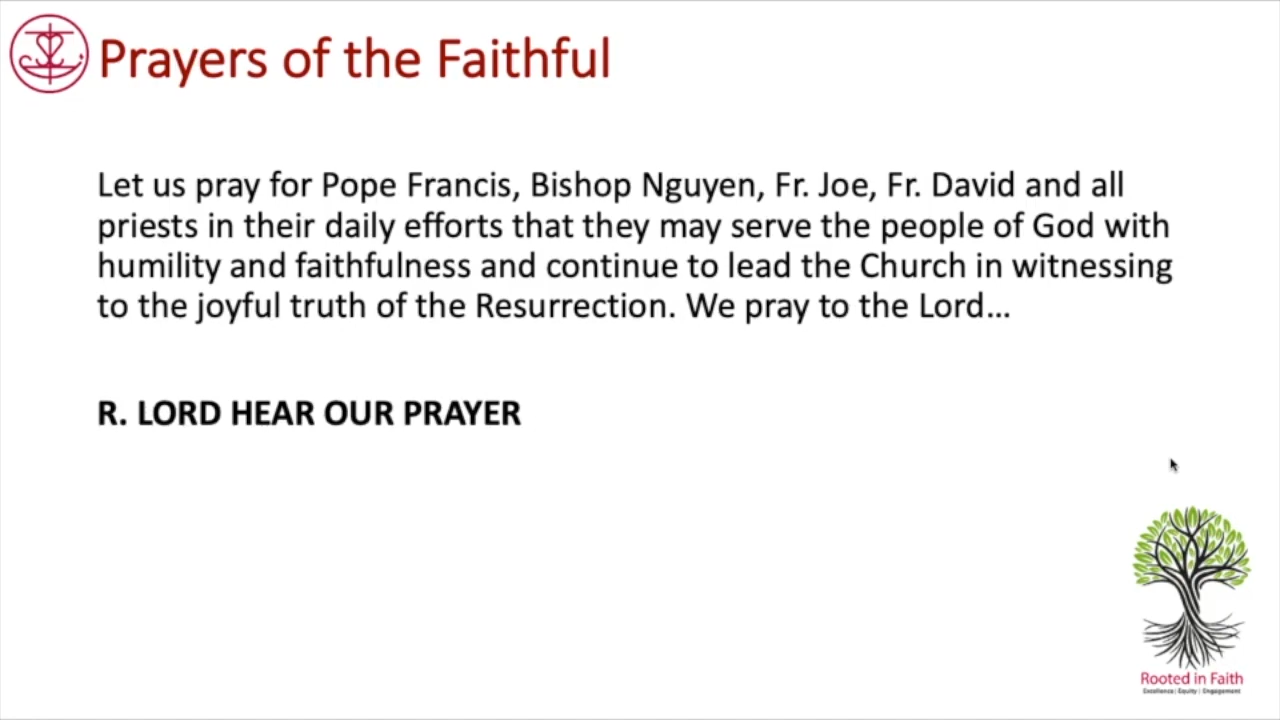 Prayers of the Faithful
Let us pray for Pope Francis, Bishop Nguyen, Fr. Joe, Fr. David and all
priests in their daily efforts that they may serve the people of God with
humility and faithfulness and continue to lead the Church in witnessing
to the joyful truth of the Resurrection. We pray to the Lord…
R. LORD HEAR OUR PRAYER
Rooted in Faith
Excellence | Equity | Engagement